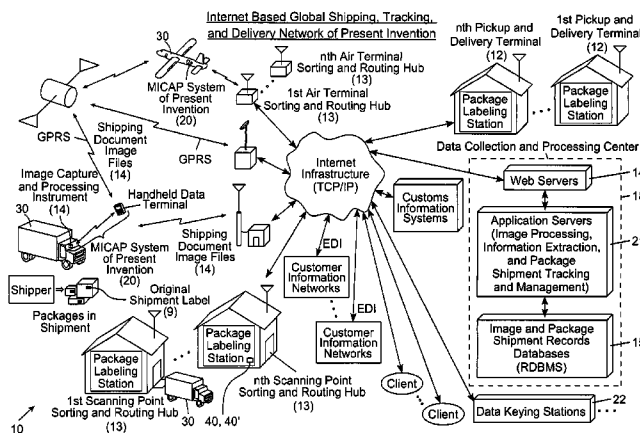 Internet Based Global Shipping, Tracking,
and Delivery Network of Present Invention
30
MICAP System
of Present
Invention
(20)
nth Air Terminal
Sorting and Routing Hub
(13)
1st Air Terminal
Sorting and Routing Hub
(13)
nth Pickup and
Delivery Terminal
(12)
1st Pickup and
Delivery Terminal
(12)
Package
Labeling
Station
Package
Labeling
Station
GPRS
Shipping
Document
Image
Files
(14)
GPRS
Internet
Infrastructure
(TCP/IP)
Data Collection and Processing Center
Web Servers
14
18
Application Servers
(Image Processing,
Information Extraction,
and Package
Shipment Tracking
and Management)
2
Image and Package
Shipment Records
Databases
(RDBMS)
15
Image Capture
and Processing
Instrument
(14)
Handheld Data
Terminal
30
MICAP System
of Present
Invention
(20)
Shipping
Document
Image Files
(14)
Customs
Information
Systems
EDI
Customer
Information Networks
EDI
Customer
Information Networks
Shipper
Original
Shipment Label
(9)
Packages in
Shipment
Package
Labeling
Station
Package
Labeling
Station
1st Scanning Point
Sorting and Routing Hub
(13)
30
40, 40'
nth Scanning Point
Sorting and Routing Hub
(13)
Client
Client
Data Keying Stations
22
10